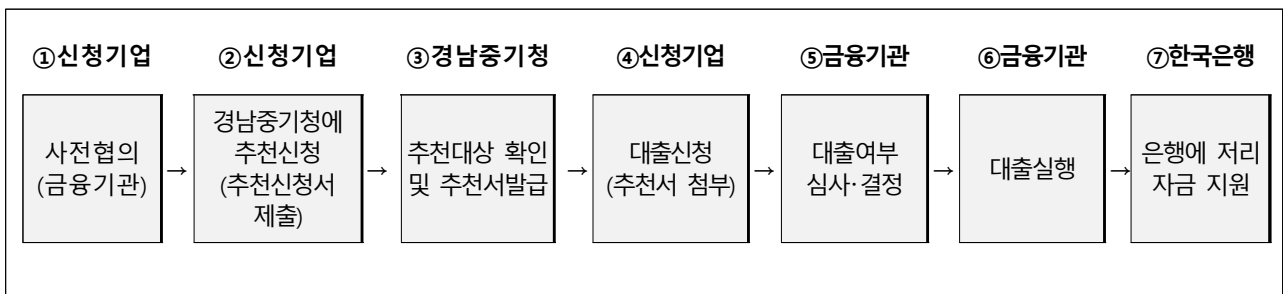 ①신청기업 ②신청기업 ③경남중기청 ④신청기업 ⑤금융기관 ⑥금융기관 ⑦한국은행
사전협의
(금융기관)
→
경남중기청에
추천신청
(추천신청서
제출)
→
추천대상 확인
및 추천서발급
→
대출신청
(추천서 첨부)
→
대출여부
심사·결정
→
대출실행
→
은행에 저리
자금 지원